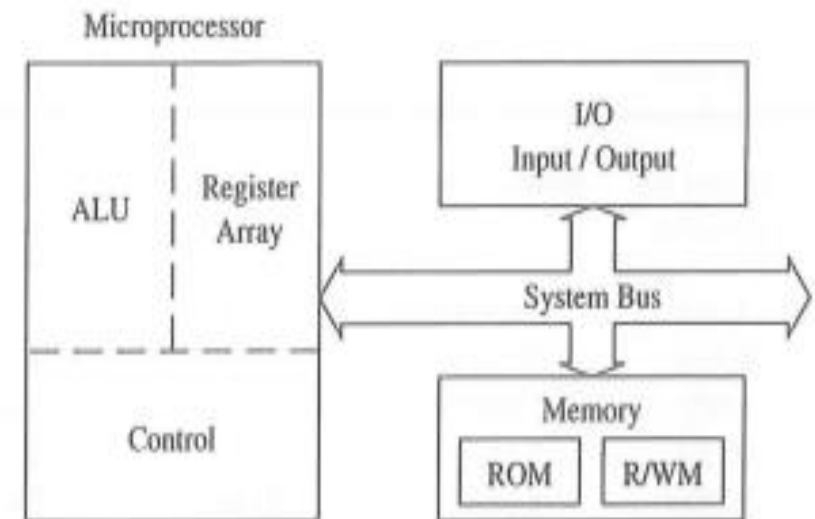 Microprocessor
ALU
Register
Array
Control
I/O
Input / Output
System Bus
Memory
ROM
R/WM